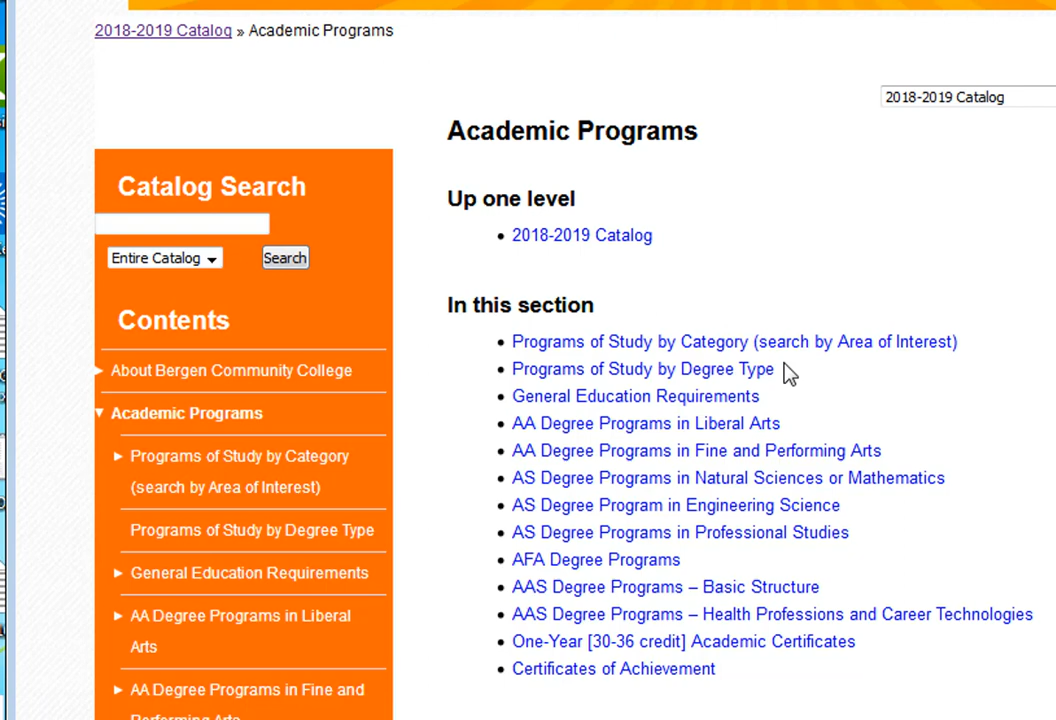 2018-2019 Catalog » Academic Programs
2018-2019 Catalog
Academic Programs
Catalog Search
Up one level
• 2018-2019 Catalog
Entire Catalog
Search
In this section
Contents
• Programs of Study by Category (search by Area of Interest)
• Programs of Study by Degree Type
• General Education Requirements
• AA Degree Programs in Liberal Arts
• AA Degree Programs in Fine and Performing Arts
• AS Degree Programs in Natural Sciences or Mathematics
• AS Degree Program in Engineering Science
• AS Degree Programs in Professional Studies
• AFA Degree Programs
• AAS Degree Programs – Basic Structure
• AAS Degree Programs – Health Professions and Career Technologies
• One-Year [30-36 credit] Academic Certificates
• Certificates of Achievement
About Bergen Community College
Academic Programs
Programs of Study by Category
(search by Area of Interest)
Programs of Study by Degree Type
General Education Requirements
AA Degree Programs in Liberal
Arts
AA Degree Programs in Fine and
Performing Arts